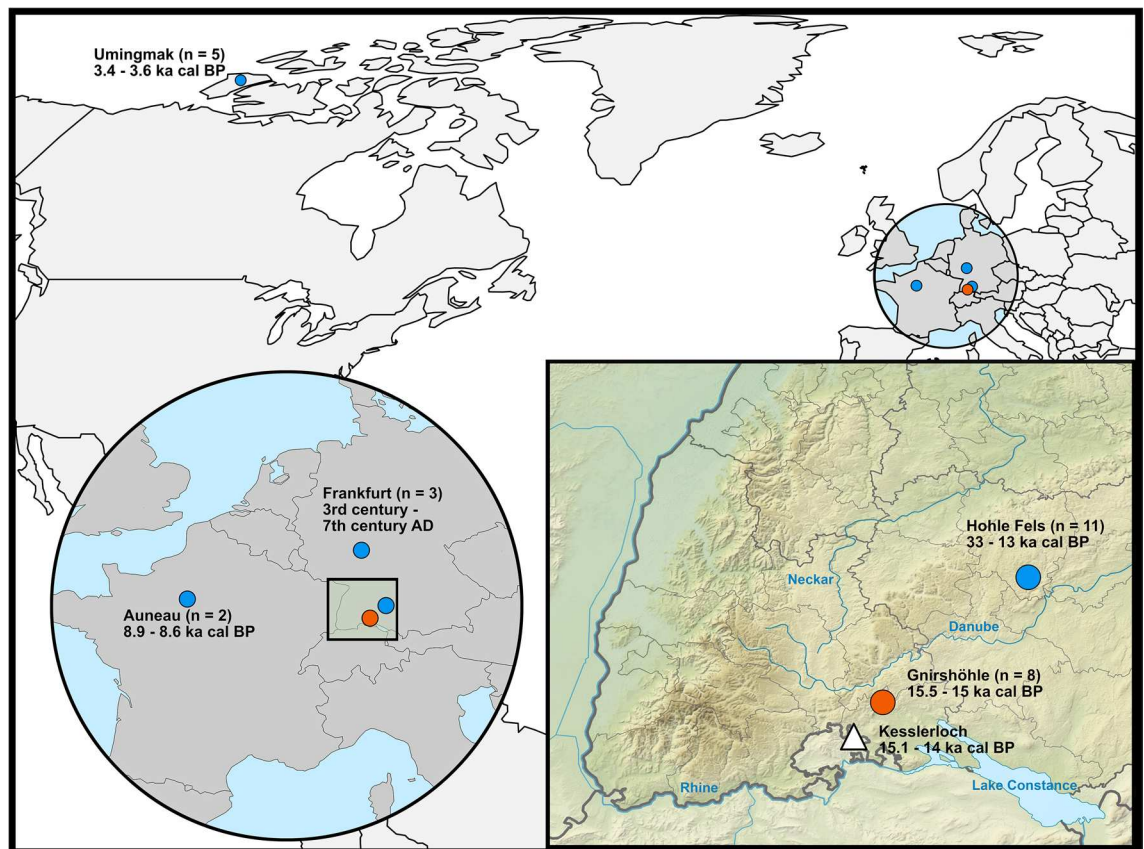 Umingmak (n = 5)
3.4 - 3.6 ka cal BP
Frankfurt (n = 3)
3rd century -
7th century AD
Auneau (n = 2)
8.9 - 8.6 ka cal BP
Hohle Fels (n = 11)
33 - 13 ka cal BP
Neckar
Danube
Gnirshöhle (n = 8)
15.5 - 15 ka cal BP
Kesslerloch
15.1 - 14 ka cal BP
Rhine
Lake Constance